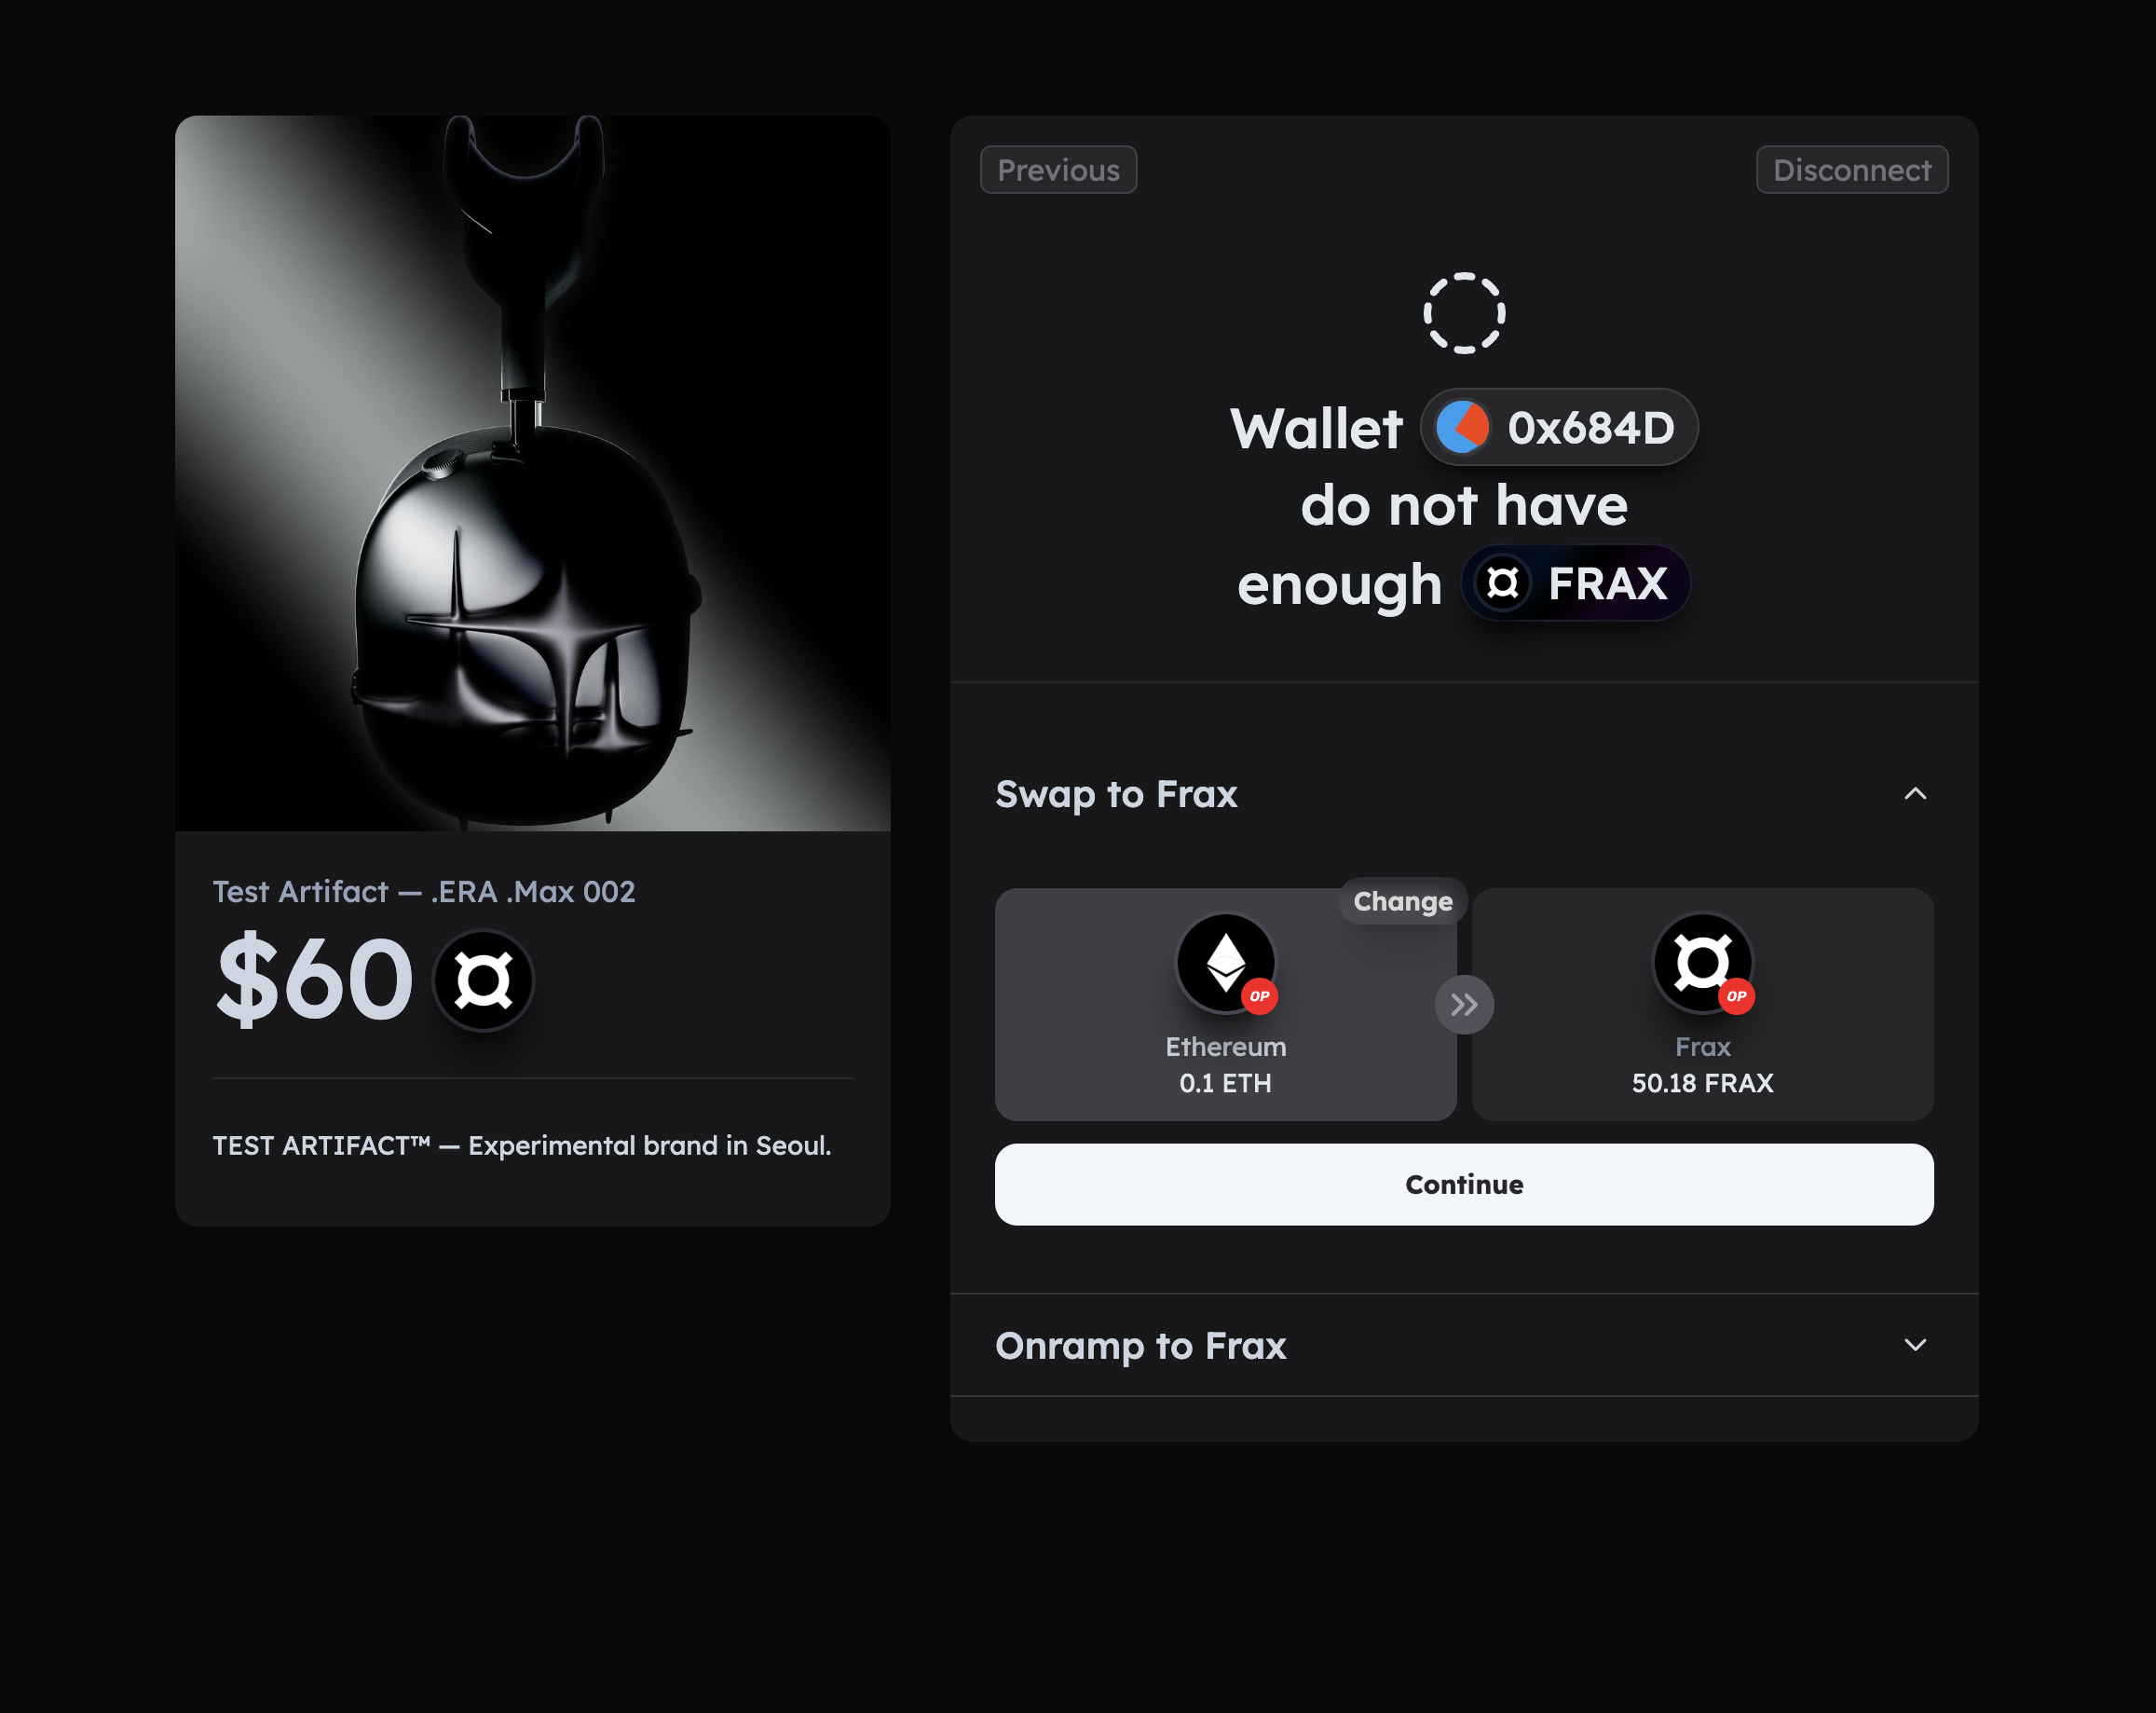 Test Artifact — .ERA .Max 002
$60
TEST ARTIFACT™ — Experimental brand in Seoul.
Previous
Disconnect
Wallet 0x684D
do not have
enough FRAX
Swap to Frax
Change
OP
Ethereum
0.1 ETH
OP
Frax
50.18 FRAX
Continue
Onramp to Frax